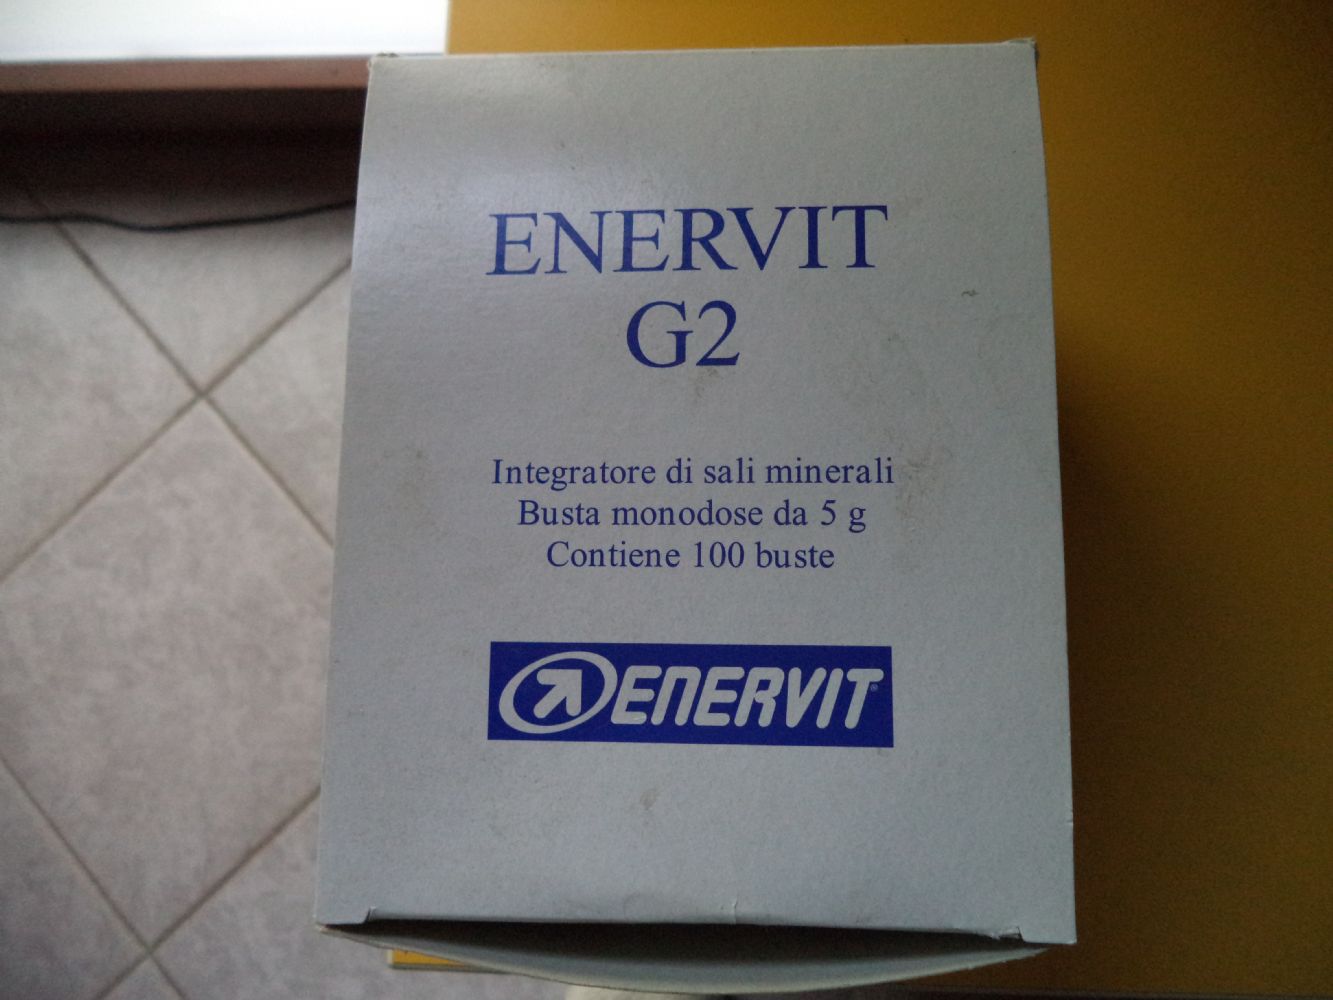 ENERVIT
G2
Integratore di sali minerali
Busta monodose da 5 g
Contiene 100 buste
ENERVIT®